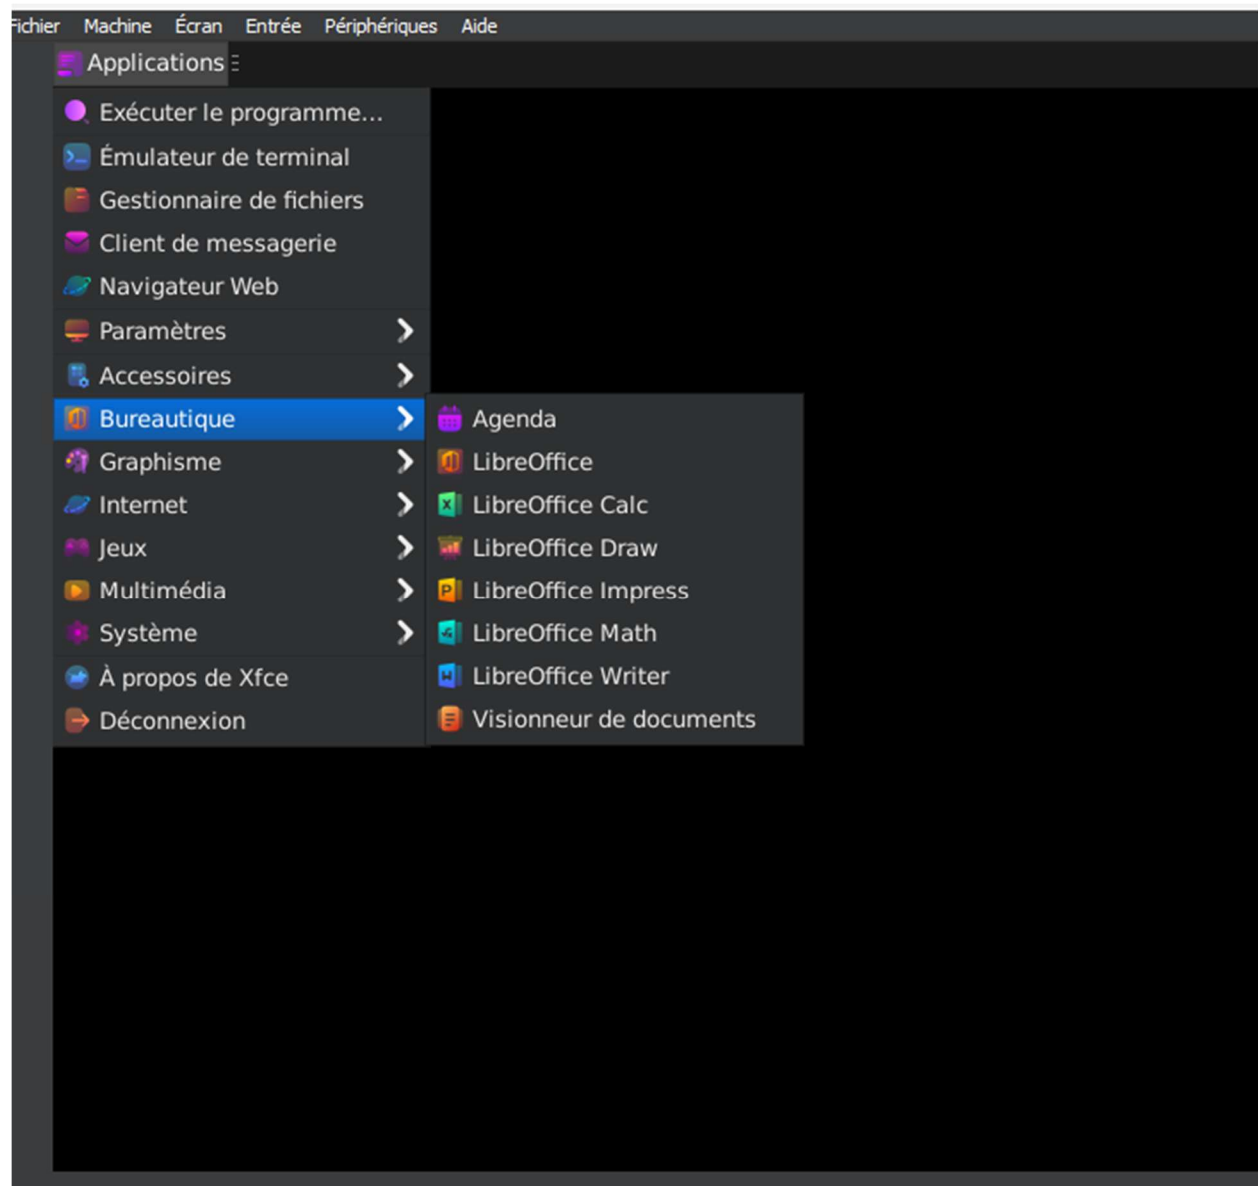 Fichier Machine Écran Entrée Périphériques Aide
Applications
Exécuter le programme...
Émulateur de terminal
Gestionnaire de fichiers
Client de messagerie
Navigateur Web
Paramètres
Accessoires
Bureautique
Graphisme
Internet
Jeux
Multimédia
Système
À propos de Xfce
Déconnexion
Agenda
LibreOffice
LibreOffice Calc
LibreOffice Draw
LibreOffice Impress
LibreOffice Math
LibreOffice Writer
Visionneur de documents